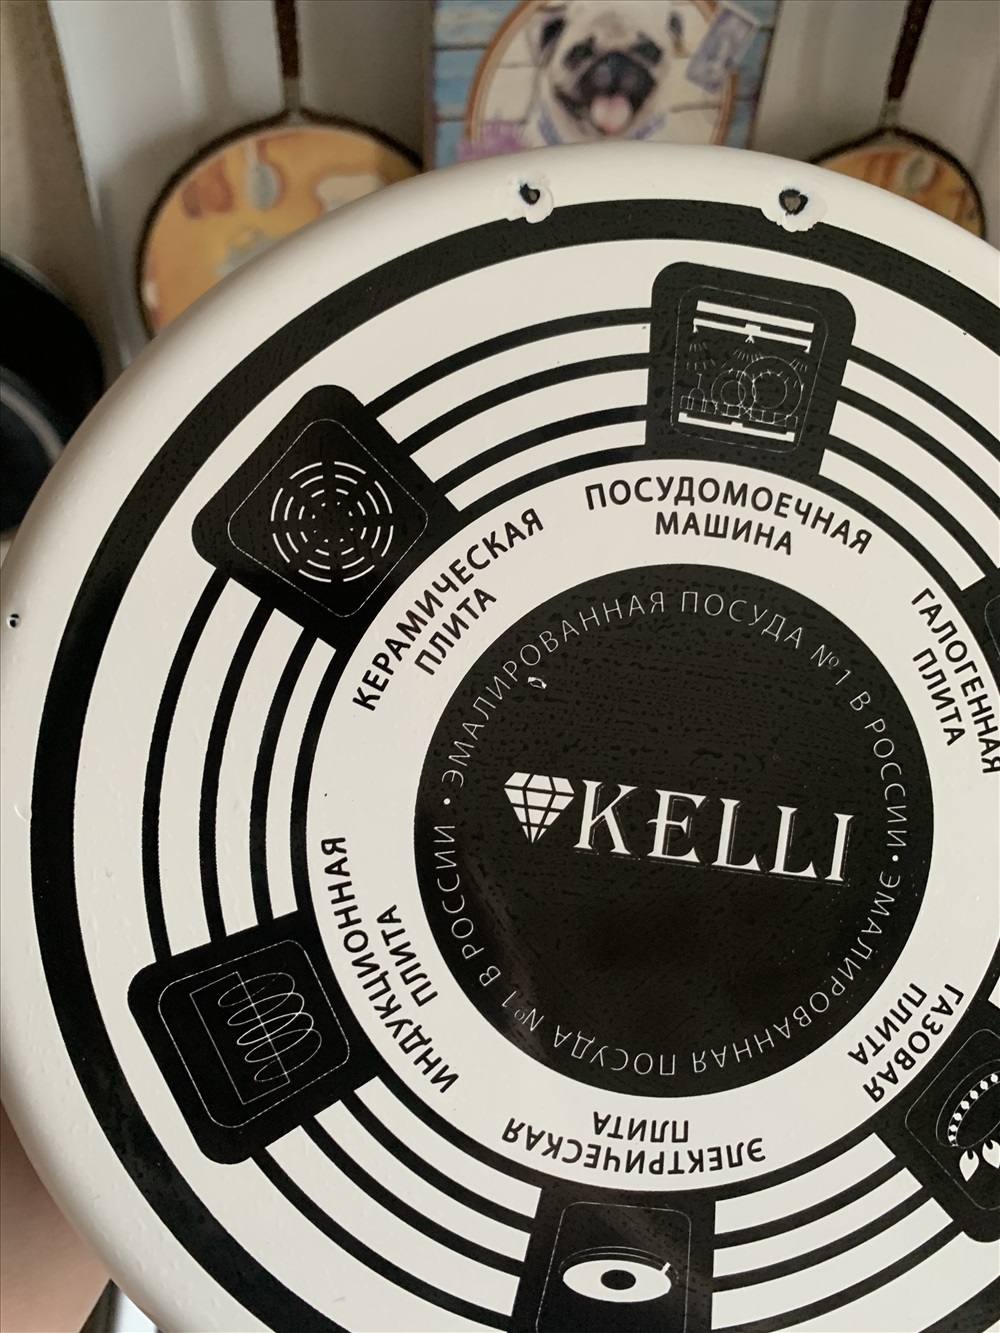 ПОСУДОМОЕЧНАЯ
МАШИНА
КЕРАМИЧЕСКАЯ
ПЛИТА
ГАЛОГЕННАЯ
ПЛИТА
ЭМАЛИРОВАННАЯ ПОСУДА №1 В РОССИИ • ЭМАЛИРОВАННАЯ ПОСУДА №1 В РОССИИ •
KELLI
ИНДУКЦИОННАЯ
ПЛИТА
ГАЗОВАЯ
ПЛИТА
ЭЛЕКТРИЧЕСКАЯ
ПЛИТА